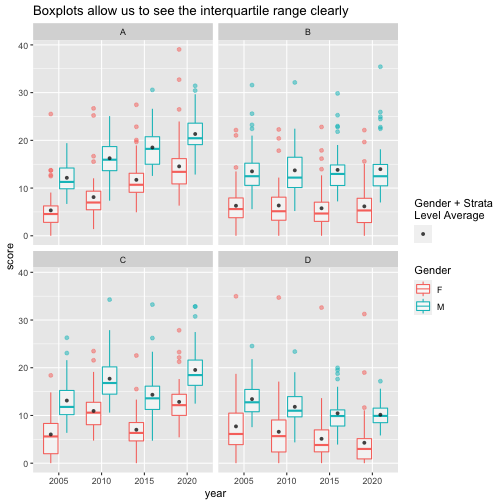 Boxplots allow us to see the interquartile range clearly
A
B
40
30
20
10
0
C
D
40
30
20
10
0
2005
2010
2015
2020
2005
2010
2015
2020
score
year
Gender + Strata
Level Average
Gender
F
M